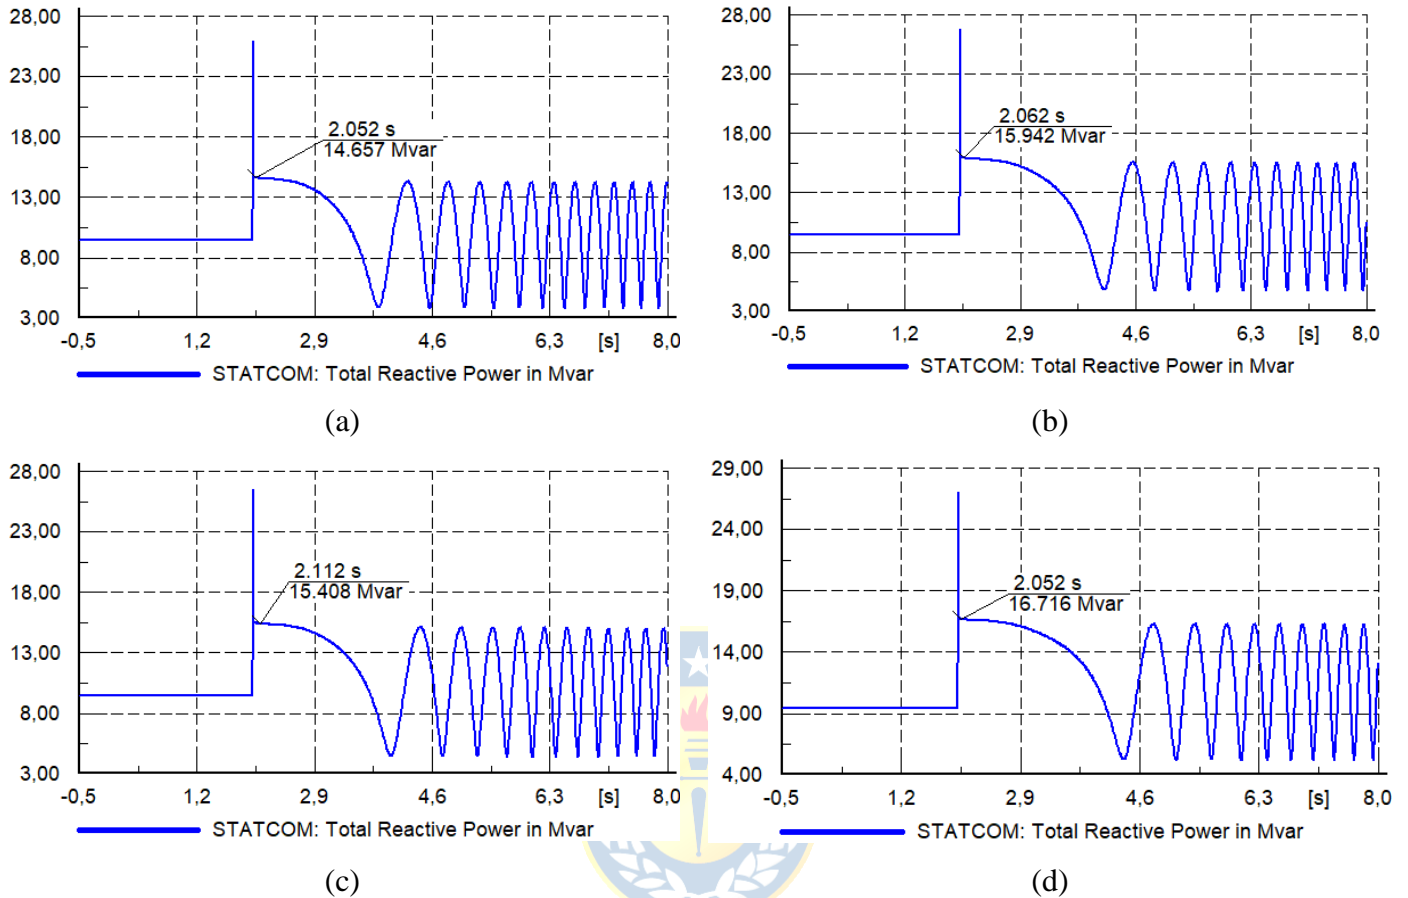 28,00
23,00
18,00
13,00
8,00
3,00
2.052 s
14.657 Mvar
-0,5 1,2 2,9 4,6 6,3 [s] 8,0
STATCOM: Total Reactive Power in Mvar
(a)
28,00
23,00
18,00
13,00
8,00
3,00
2.062 s
15.942 Mvar
-0,5 1,2 2,9 4,6 6,3 [s] 8,0
STATCOM: Total Reactive Power in Mvar
(b)
28,00
23,00
18,00
13,00
8,00
3,00
2.112 s
15.408 Mvar
-0,5 1,2 2,9 4,6 6,3 [s] 8,0
STATCOM: Total Reactive Power in Mvar
(c)
29,00
24,00
19,00
14,00
9,00
4,00
2.052 s
16.716 Mvar
-0,5 1,2 2,9 4,6 6,3 [s] 8,0
STATCOM: Total Reactive Power in Mvar
(d)